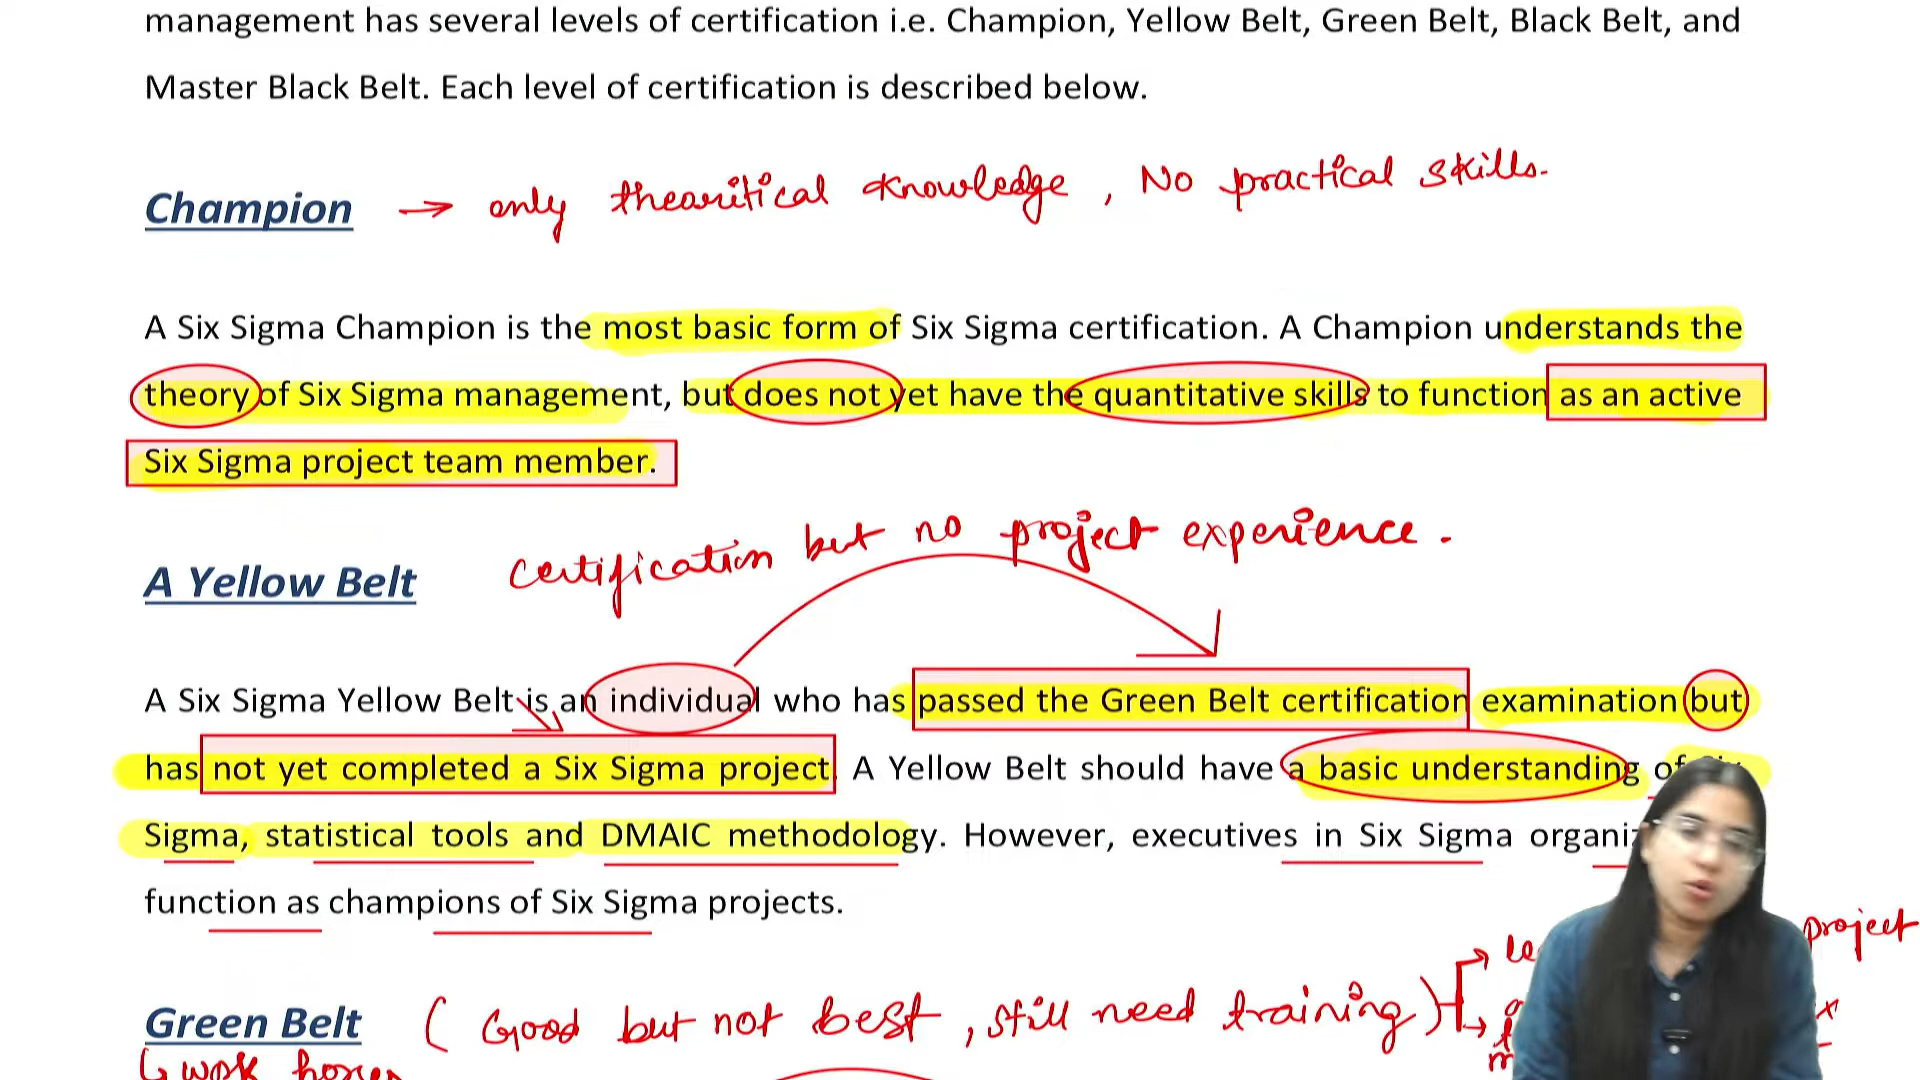 management has several levels of certification i.e. Champion, Yellow Belt, Green Belt, Black Belt, and
Master Black Belt. Each level of certification is described below.
Champion → only thearitical knowledge, No practical skills.
A Six Sigma Champion is the most basic form of Six Sigma certification. A Champion understands the
theory of Six Sigma management, but does not yet have the quantitative skills to function as an active
Six Sigma project team member.
certification but no project experience.
A Yellow Belt
A Six Sigma Yellow Belt is an individual who has passed the Green Belt certification examination but
has not yet completed a Six Sigma project. A Yellow Belt should have a basic understanding of
Sigma, statistical tools and DMAIC methodology. However, executives in Six Sigma
function as champions of Six Sigma projects.
project
Green Belt (Good but not best, still need training)